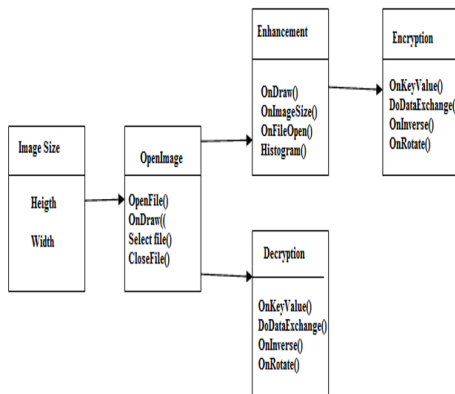 Image Size
Heigth
Width
OpenImage
OpenFile()
OnDraw((
Select file()
CloseFile()
Enhancement
OnDraw()
OnImageSize()
OnFileOpen()
Histogram()
Encryption
OnKeyValue()
DoDataExchange()
OnInverse()
OnRotate()
Decryption
OnKeyValue()
DoDataExchange()
OnInverse()
OnRotate()